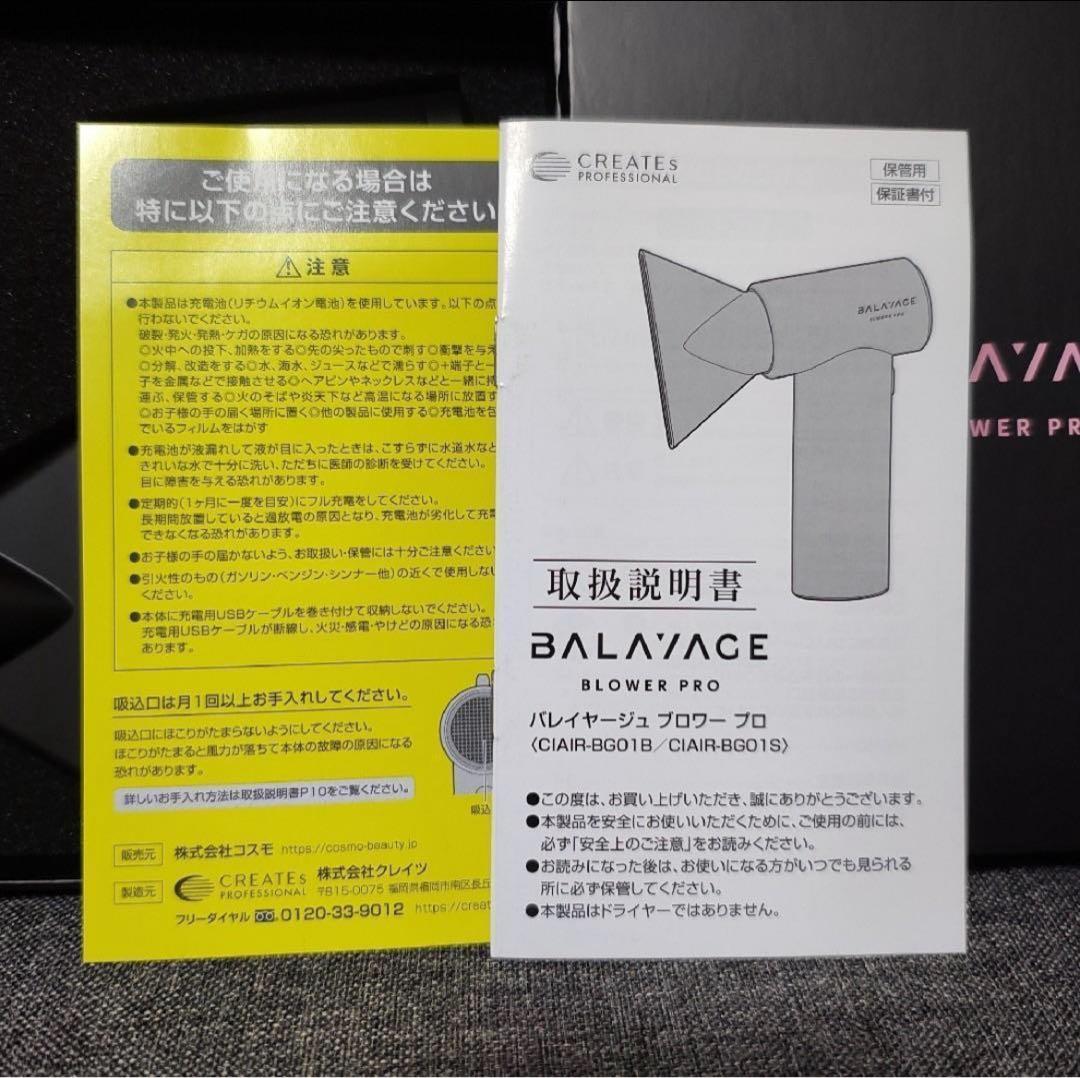 ご使用になる場合は
特に以下の点にご注意ください
注意
●本製品は充電池(リチウムイオン電池)を使用しています。以下の点
行わないでください。
破裂・発火・発熱・ケガの原因になる恐れがあります。
◎火中への投下、加熱をする◎先の尖ったもので刺す◎衝撃を与え
◎分解、改造をする◎水、海水、ジュースなどで濡らす◎+端子と一
子を金属などで接触させる◎ヘアピンやネックレスなどと一緒に持
運ぶ、保管する◎火のそばや炎天下など高温になる場所に放置す
◎お子様の手の届く場所に置く◎他の製品に使用する◎充電池を包
でいるフィルムをはがす
●充電池が液漏れして液が目に入ったときは、こすらずに水道水など
きれいな水で十分に洗い、ただちに医師の診断を受けてください。
目に障害を与える恐れがあります。
●定期的(1ヶ月に一度を目安)にフル充電をしてください。
長期間放置していると過放電の原因となり、充電池が劣化して充電
できなくなる恐れがあります。
●お子様の手の届かないよう、お取扱い・保管には十分ご注意ください
●引火性のもの(ガソリン・ベンジン・シンナー他)の近くで使用しない
ください。
●本体に充電用USBケーブルを巻き付けて収納しないでください。
充電用USBケーブルが断線し、火災・感電・やけどの原因になる恐
あります。
吸込口は月1回以上お手入れしてください。
吸込口にほこりがたまらないようにしてください。
ほこりがたまると風力が落ちて本体の故障の原因になる
恐れがあります。
詳しいお手入れ方法は取扱説明書P10をご覧ください。
吸込
販売元 株式会社コスモ https://cosmo-beauty.jp
製造元 CREATEs PROFESSIONAL 株式会社クレイツ
〒815-0075 福岡県福岡市南区長丘
フリーダイヤル 0120-33-9012 https://creat
CREATEs
PROFESSIONAL
保管用
保証書付
BALAYAGE
BLOWER PRO
取扱説明書
BALAYAGE
BLOWER PRO
バレイヤージュ ブロワー プロ
〈CIAIR-BG01B/CIAIR-BG01S〉
●この度は、お買い上げいただき、誠にありがとうございます。
●本製品を安全にお使いいただくために、ご使用の前には、
必ず「安全上のご注意」をお読みください。
●お読みになった後は、お使いになる方がいつでも見られる
所に必ず保管してください。
●本製品はドライヤーではありません。
AYA
WER PR